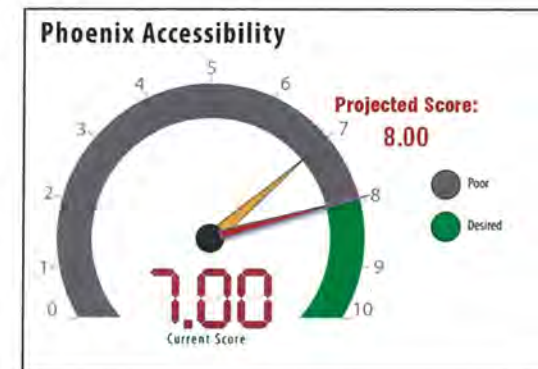 Phoenix Accessibility
5
4
6
3
7
2
8
1
9
0
10
Projected Score:
8.00
Poor
Desired
7.00
Current Score